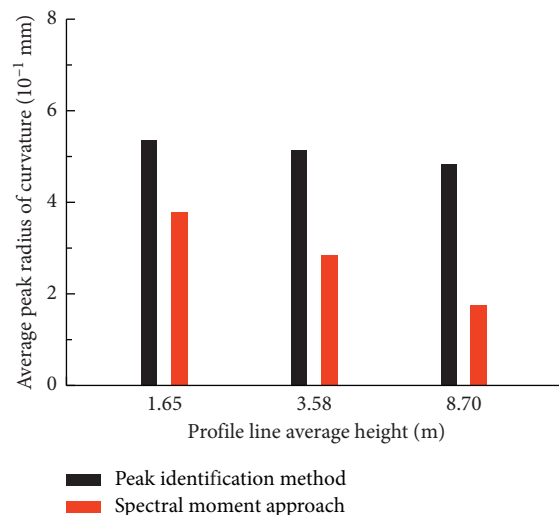 Average peak radius of curvature (10⁻¹ mm)
8
6
4
2
0
1.65 3.58 8.70
Profile line average height (m)
Peak identification method
Spectral moment approach